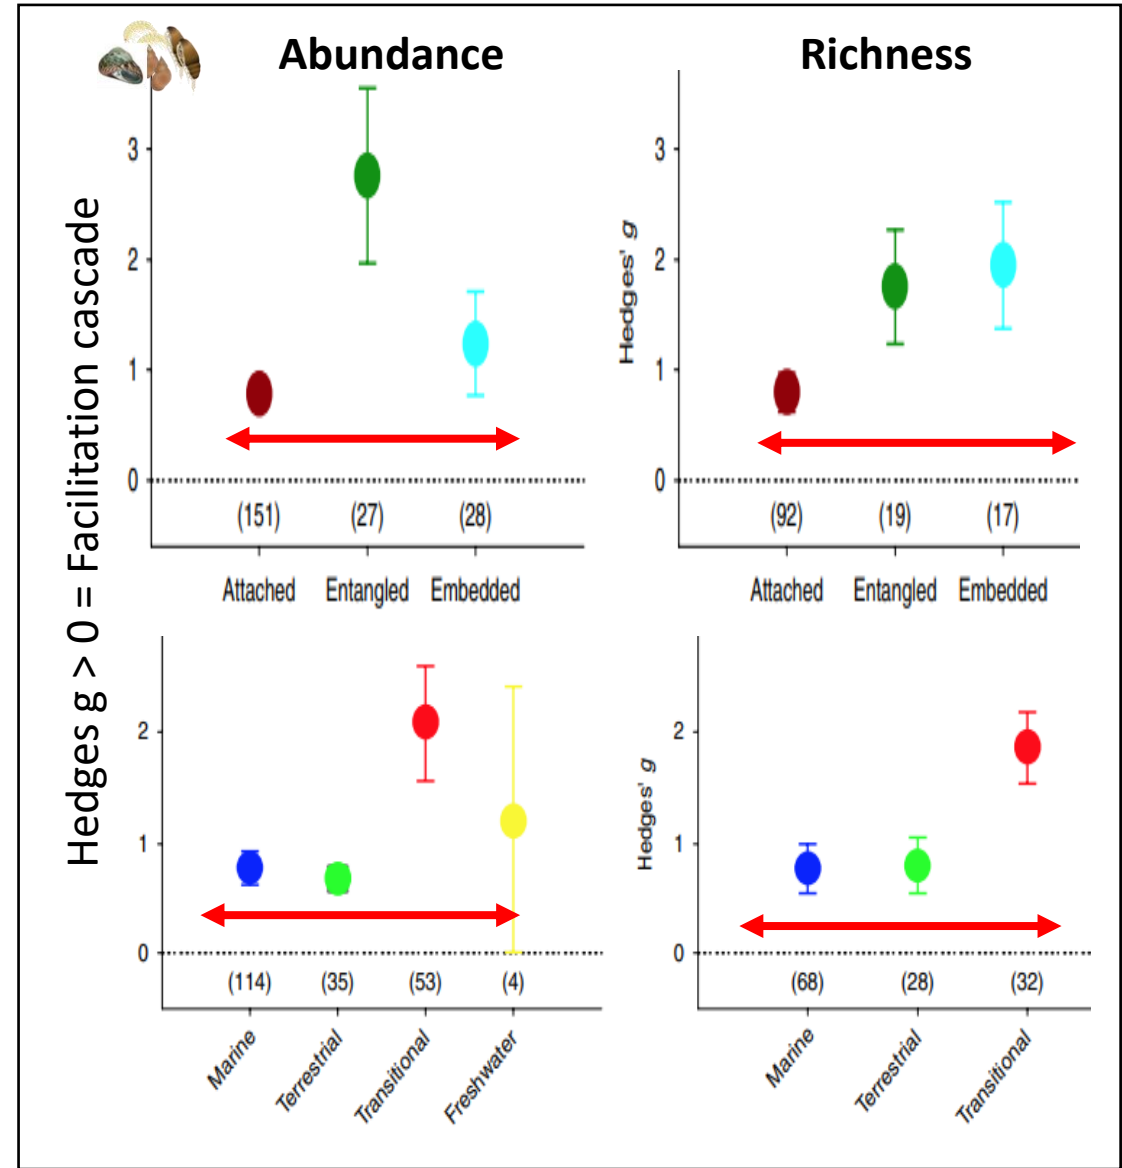 Abundance
Richness
Hedges g > 0 = Facilitation cascade
3
2
1
0
(151) (27) (28)
Attached Entangled Embedded
Hedges' g
3
2
1
0
(92) (19) (17)
Attached Entangled Embedded
2
1
0
(114) (35) (53) (4)
Marine Terrestrial Transitional Freshwater
Hedges' g
2
1
0
(68) (28) (32)
Marine Terrestrial Transitional